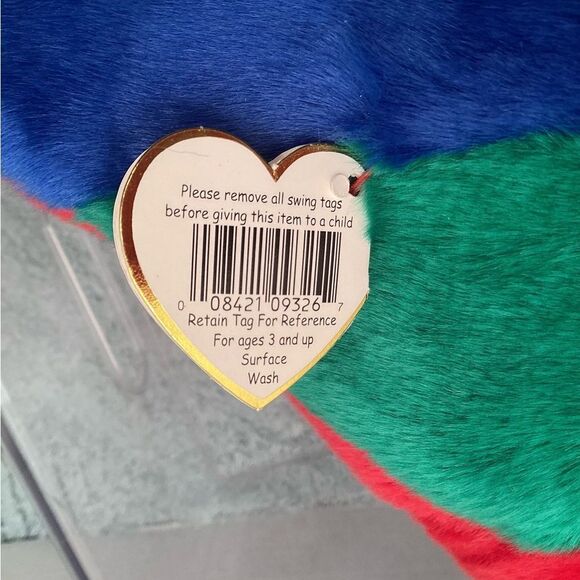 Please remove all swing tags
before giving this item to a child
0 08421 09326 7
Retain Tag For Reference
For ages 3 and up
Surface
Wash